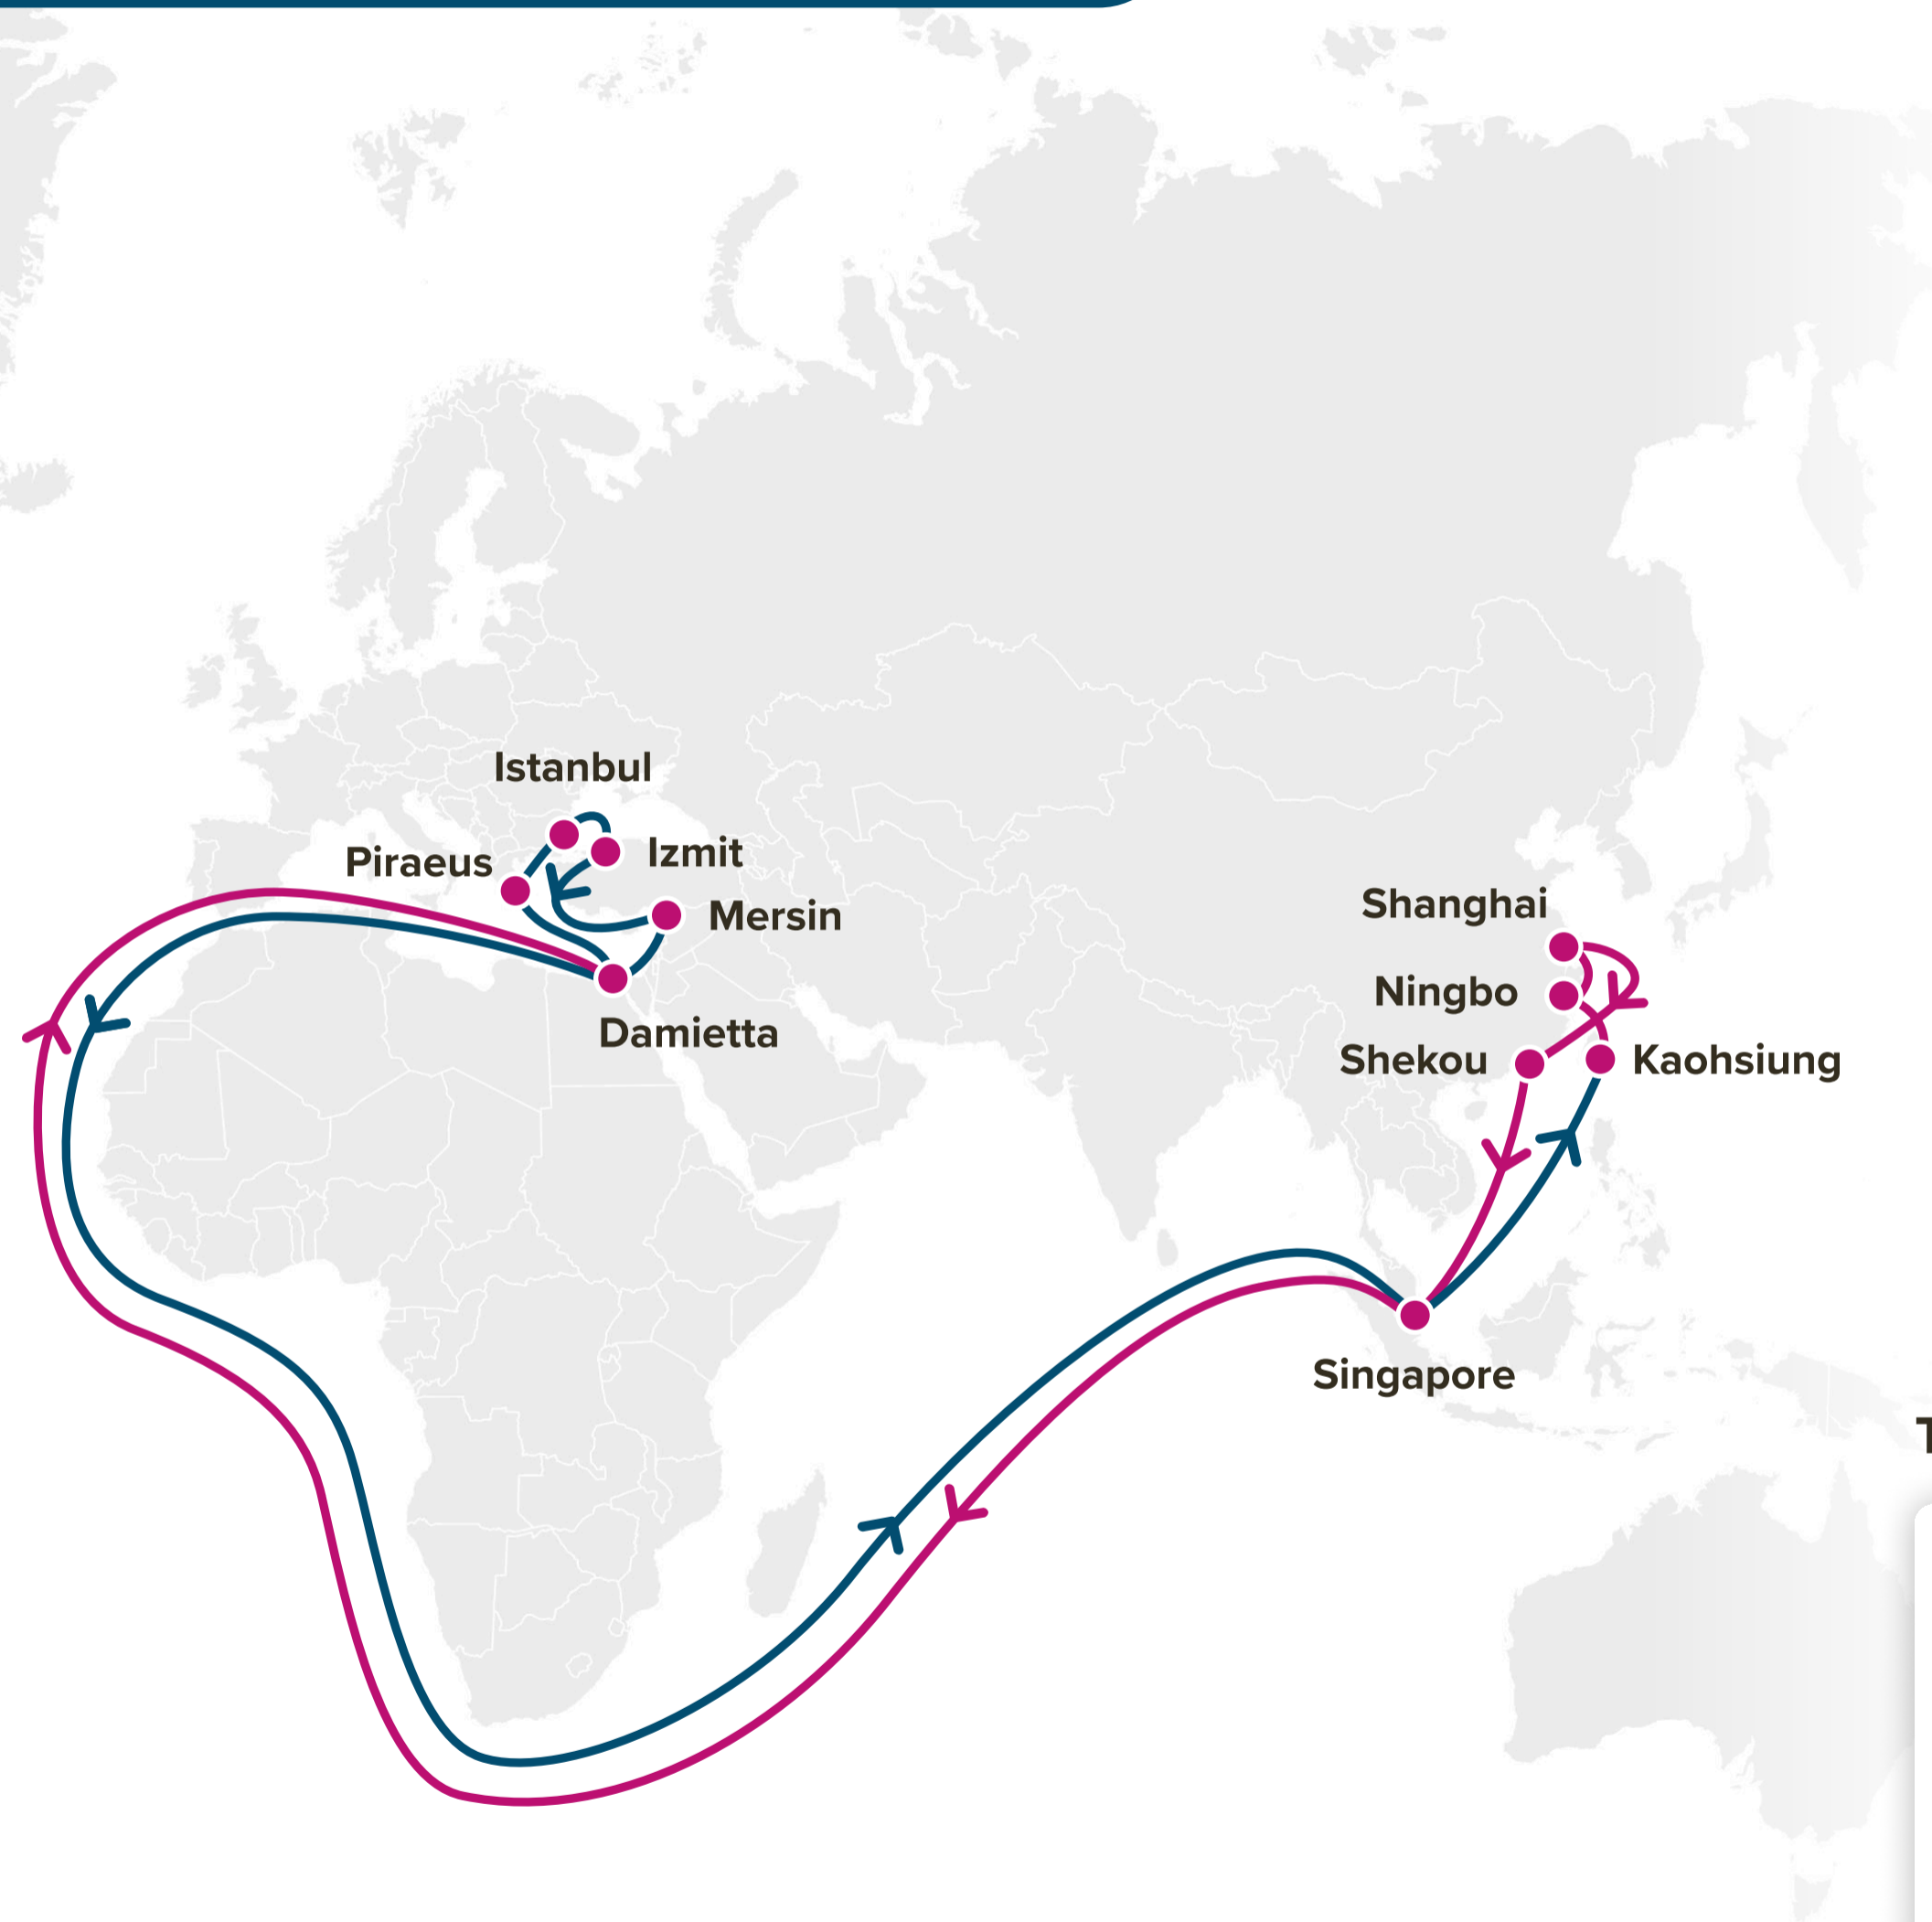 Istanbul
Izmit
Piraeus
Mersin
Damietta
Shanghai
Ningbo
Shekou
Kaohsiung
Singapore